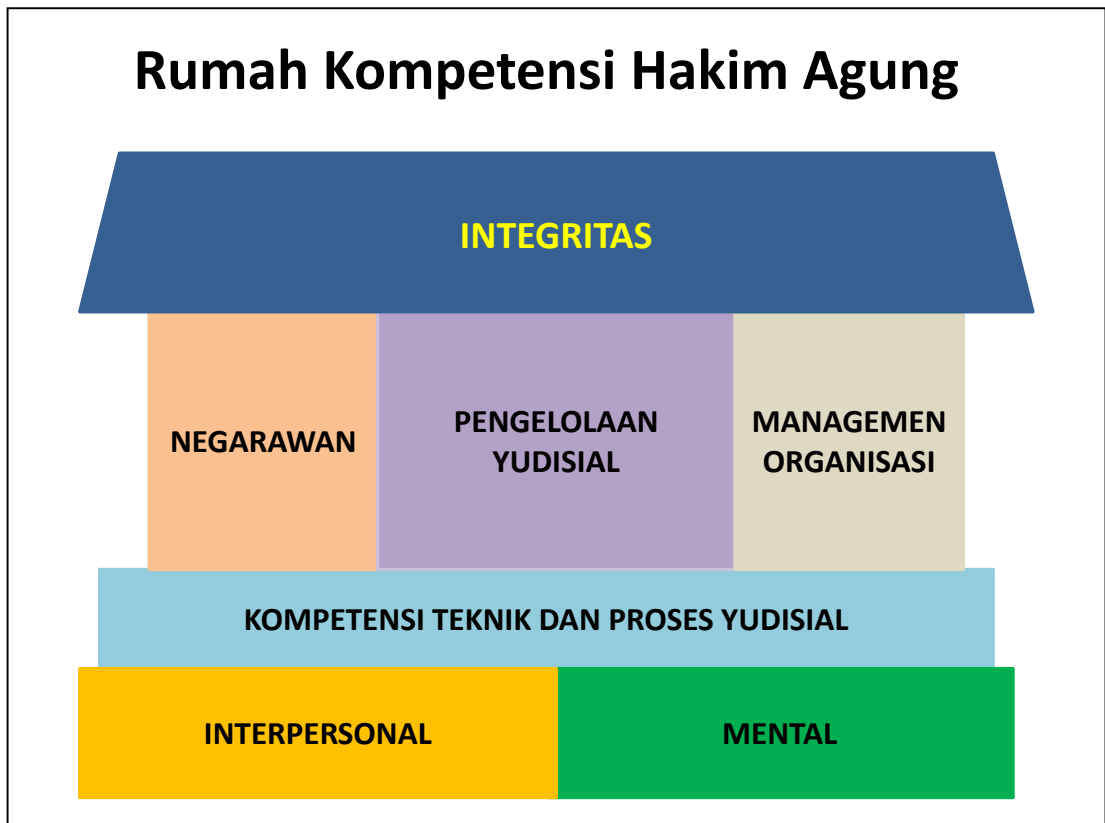 Rumah Kompetensi Hakim Agung
INTEGRITAS
NEGARAWAN
PENGELOLAAN
YUDISIAL
MANAGEMEN
ORGANISASI
KOMPETENSI TEKNIK DAN PROSES YUDISIAL
INTERPERSONAL
MENTAL